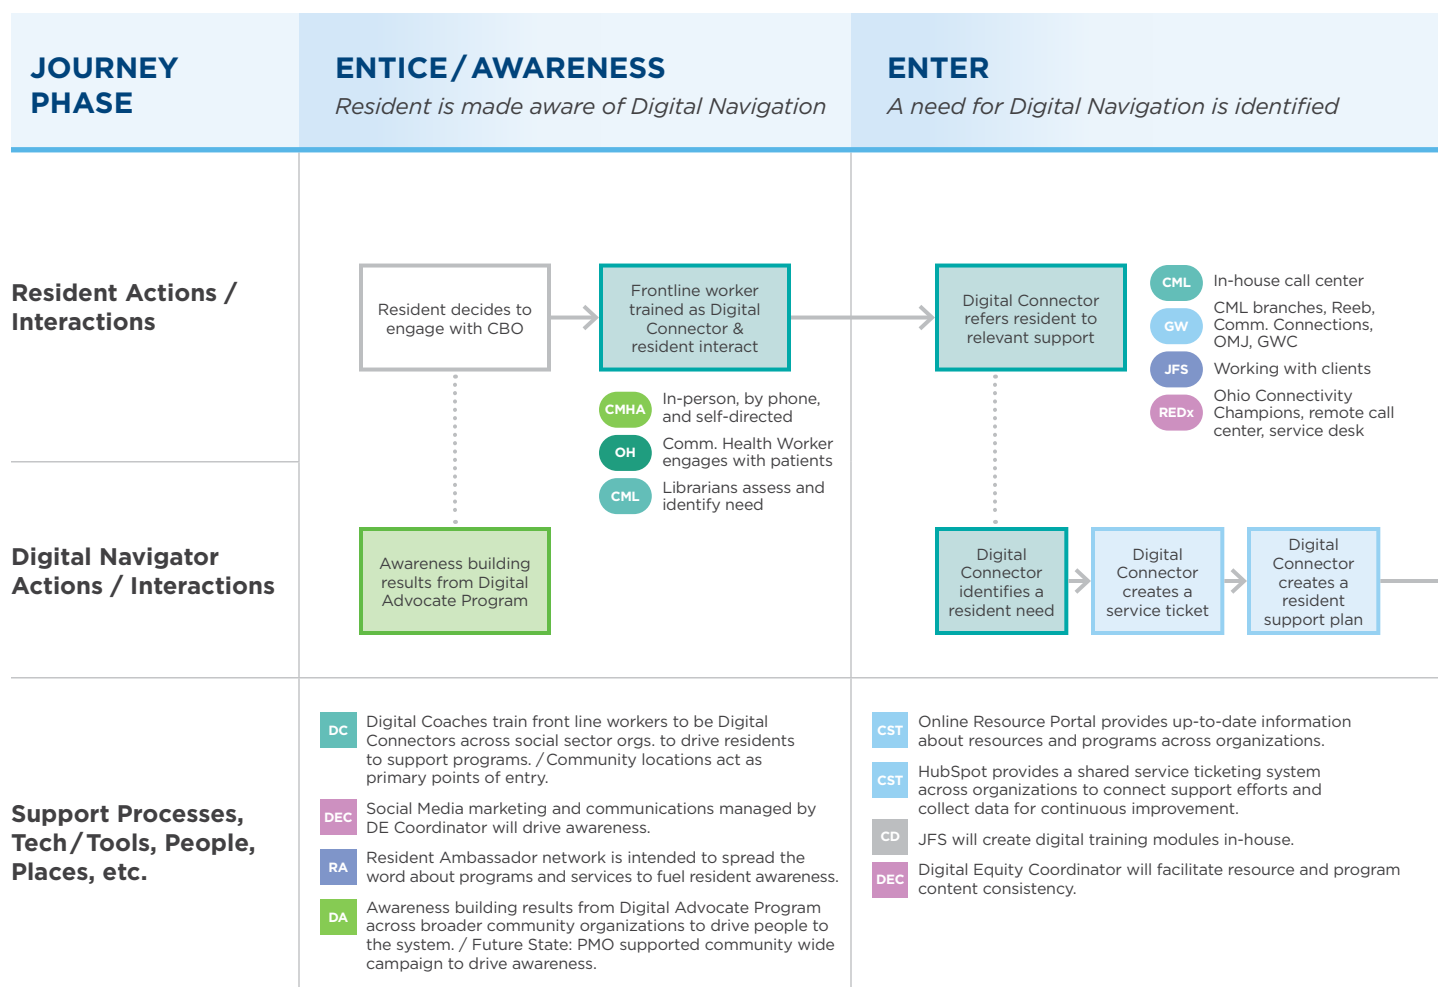 JOURNEY
PHASE
ENTICE / AWARENESS
Resident is made aware of Digital Navigation
ENTER
A need for Digital Navigation is identified
Resident Actions /
Interactions
Resident decides to
engage with CBO
Frontline worker
trained as Digital
Connector &
resident interact
CMHA
In-person, by phone,
and self-directed
OH
Comm. Health Worker
engages with patients
CML
Librarians assess and
identify need
Digital Connector
refers resident to
relevant support
CML
In-house call center
GW
CML branches, Reeb,
Comm. Connections,
OMJ, GWC
JFS
Working with clients
REDx
Ohio Connectivity
Champions, remote call
center, service desk
Digital Navigator
Actions / Interactions
Awareness building
results from Digital
Advocate Program
Digital
Connector
identifies a
resident need
Digital
Connector
creates a
service ticket
Digital
Connector
creates a
resident
support plan
Support Processes,
Tech / Tools, People,
Places, etc.
DC
Digital Coaches train front line workers to be Digital
Connectors across social sector orgs. to drive residents
to support programs. / Community locations act as
primary points of entry.
DEC
Social Media marketing and communications managed by
DE Coordinator will drive awareness.
RA
Resident Ambassador network is intended to spread the
word about programs and services to fuel resident awareness.
DA
Awareness building results from Digital Advocate Program
across broader community organizations to drive people to
the system. / Future State: PMO supported community wide
campaign to drive awareness.
CST
Online Resource Portal provides up-to-date information
about resources and programs across organizations.
CST
HubSpot provides a shared service ticketing system
across organizations to connect support efforts and
collect data for continuous improvement.
CD
JFS will create digital training modules in-house.
DEC
Digital Equity Coordinator will facilitate resource and program
content consistency.